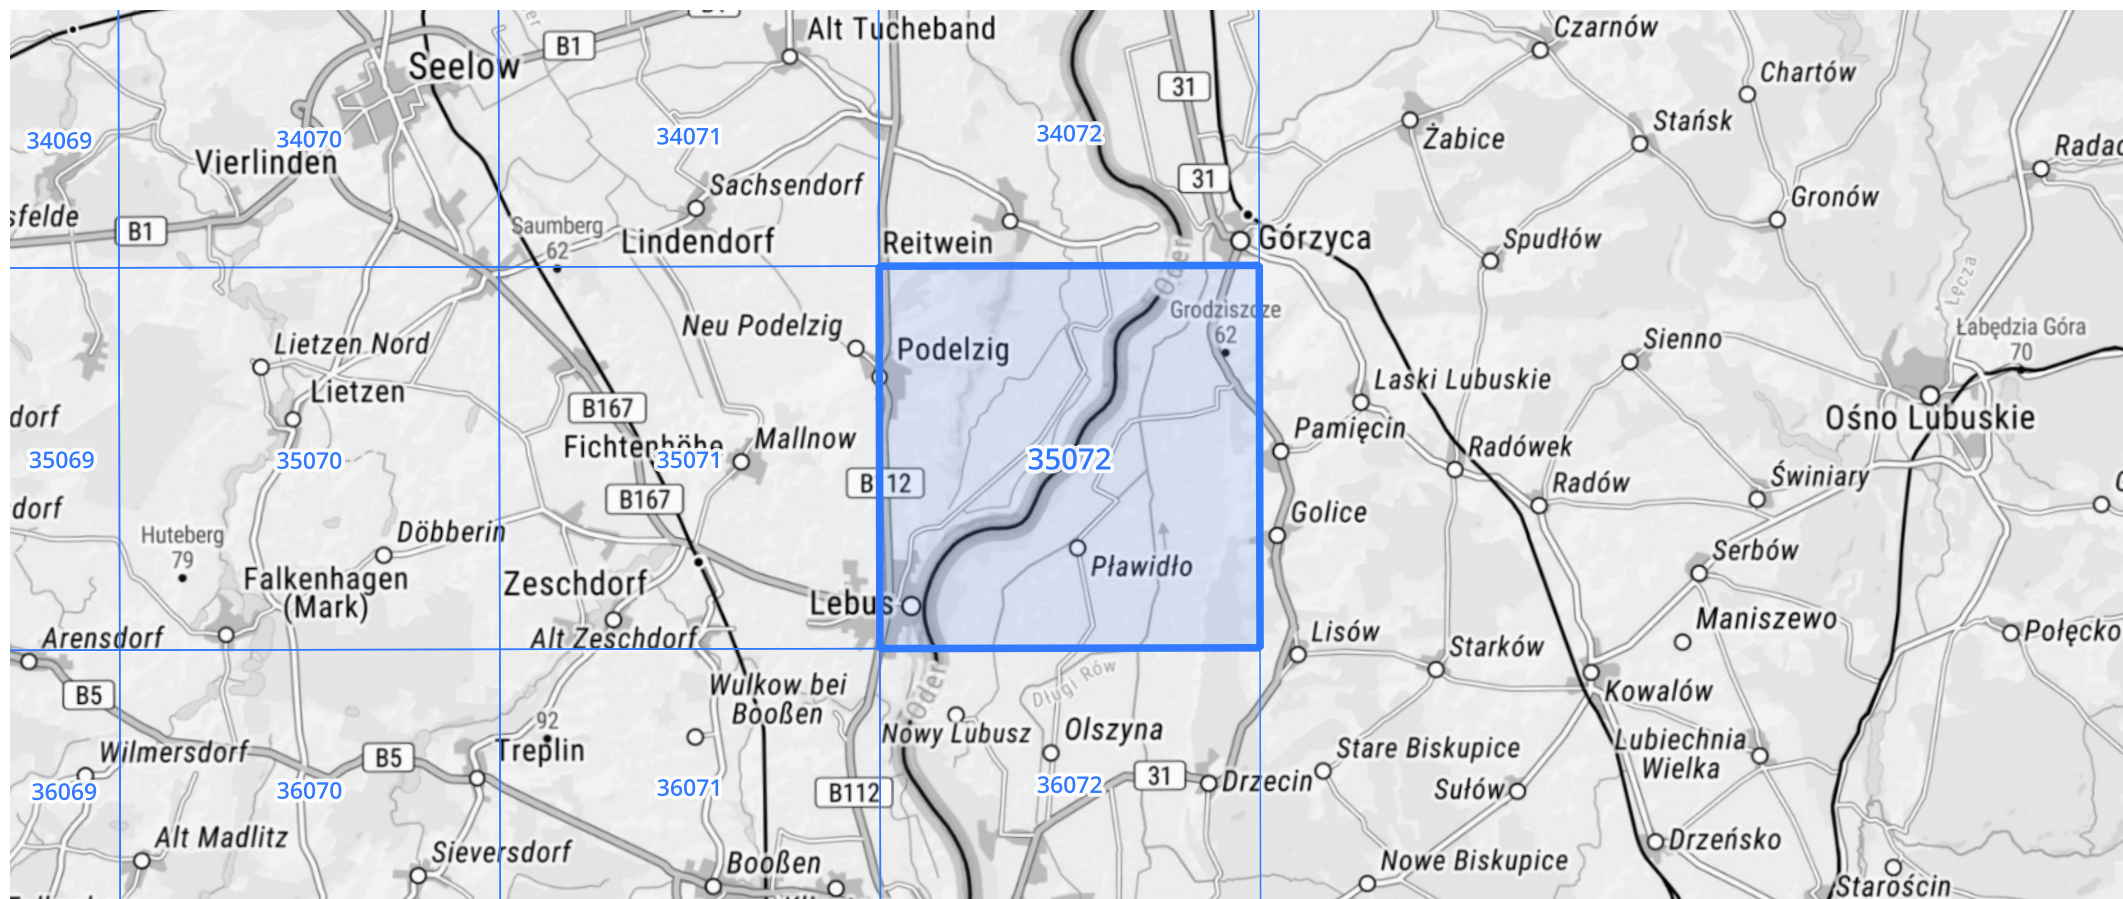 Alt Tucheband
Czarnów
B1
Seelow
Chartów
31
34069
34070
34071
34072
Stańsk
Żabice
Vierlinden
Radac
31
Sachsendorf
Gronów
sfelde
B1
Saumberg
62
Lindendorf
Reitwein
Oder
Górzyca
Spudłów
Łęcza
Grodziszcze
62
Neu Podelzig
Podelzig
Lietzen Nord
Sienno
Łabędzia Góra
70
Lietzen
Laski Lubuskie
B167
dorf
Ośno Lubuskie
Fichtenhöhe
Mallnow
Pamięcin
Radówek
35069
35070
35071
35072
B112
Radów
Świniary
B167
dorf
Golice
Huteberg
79
Döbberin
Serbów
Falkenhagen
(Mark)
Zeschdorf
Pławidło
Lebus
Maniszewo
Arensdorf
Alt Zeschdorf
Lisów
Starków
Połęcko
B5
Wulkow bei
Booßen
Oder
Długi Rów
Kowalów
92
Treplin
Nowy Lubusz
Olszyna
Stare Biskupice
Lubiechnia
Wielka
Wilmersdorf
B5
36069
36070
36071
B112
36072
31
Drzecin
Sułów
Alt Madlitz
Sieversdorf
Booßen
Nowe Biskupice
Drzeńsko
Starościn